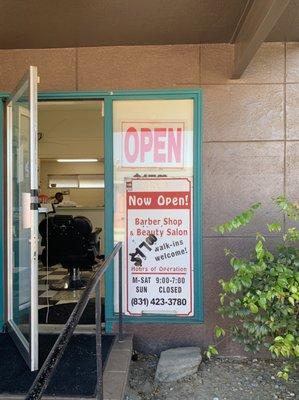 OPEN
Now Open!
Barber Shop
& Beauty Salon
walk-ins
welcome!
Hours of Operation
M-SAT 9:00-7:00
SUN CLOSED
(831) 423-3780